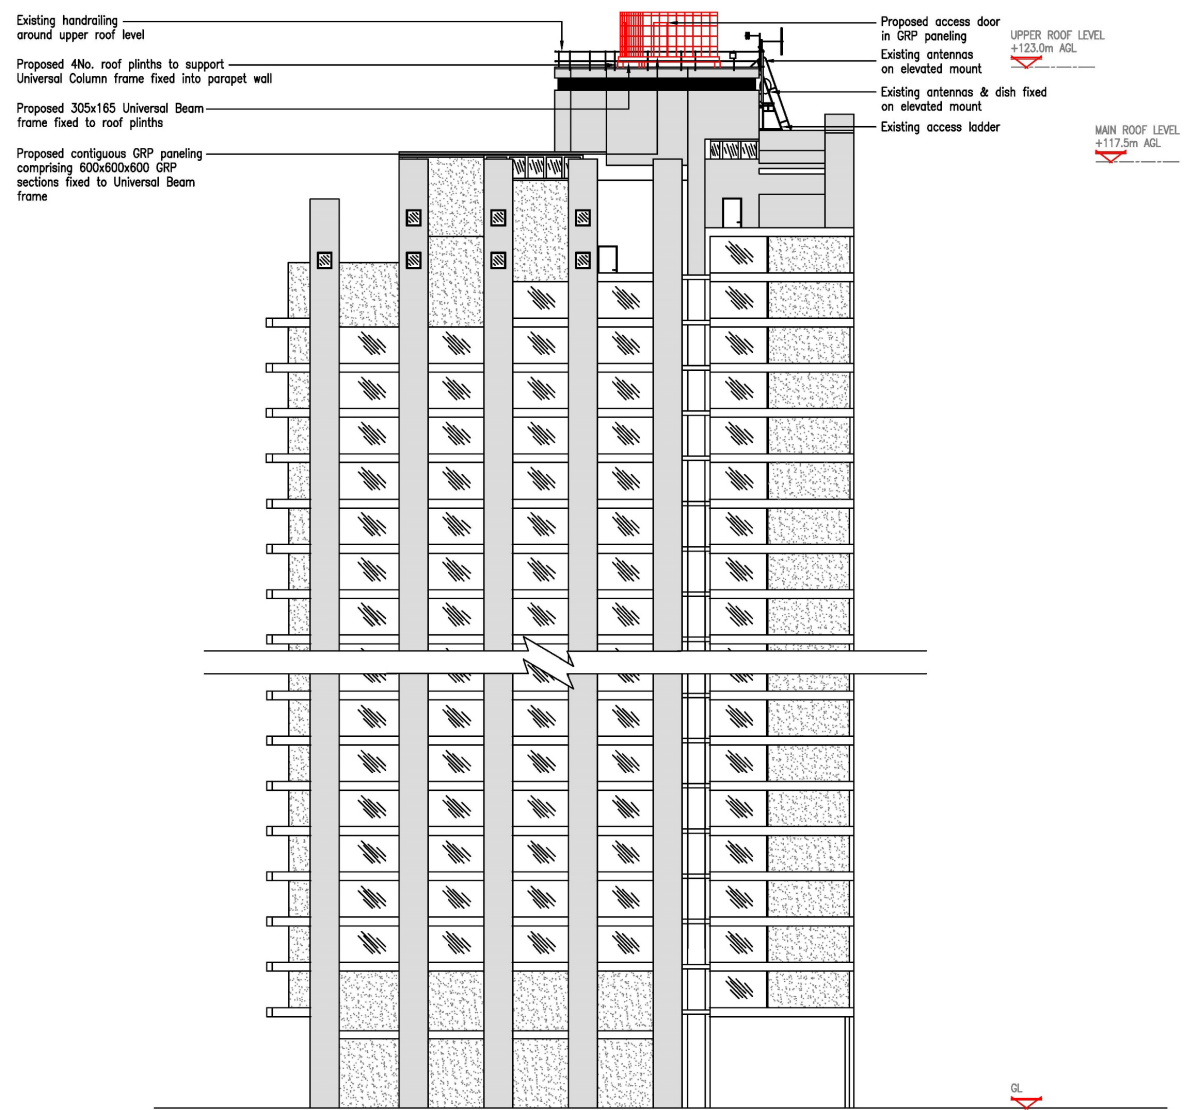 Existing handrailing
around upper roof level
Proposed 4No. roof plinths to support
Universal Column frame fixed into parapet wall
Proposed 305x165 Universal Beam
frame fixed to roof plinths
Proposed contiguous GRP paneling
comprising 600x600x600 GRP
sections fixed to Universal Beam
frame
Proposed access door
in GRP paneling
Existing antennas
on elevated mount
Existing antennas & dish fixed
on elevated mount
Existing access ladder
UPPER ROOF LEVEL
+123.0m AGL
MAIN ROOF LEVEL
+117.5m AGL
GL